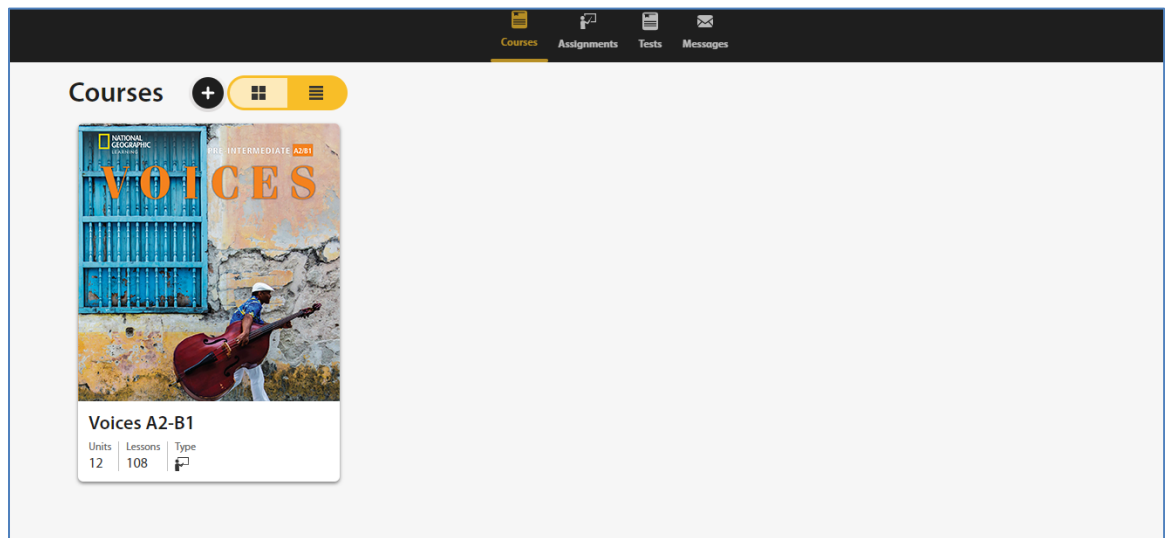 Courses Assignments Tests Messages
Courses
NATIONAL
GEOGRAPHIC
LEARNING
PRE-INTERMEDIATE A2/B1
VOICES
Voices A2-B1
Units Lessons Type
12 108